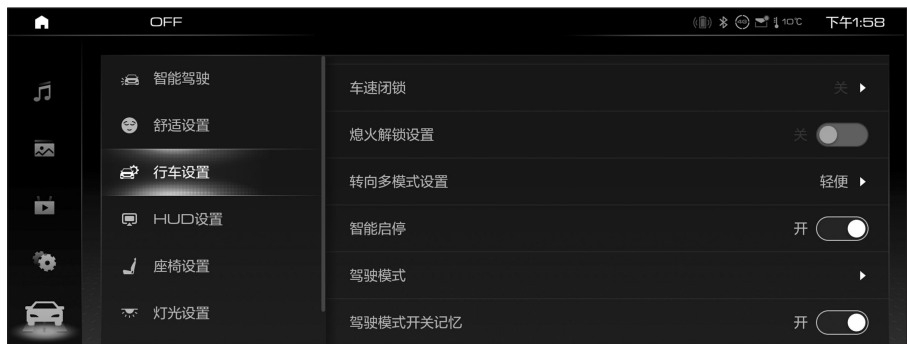 OFF
4G
10℃
下午1:58
智能驾驶
舒适设置
行车设置
HUD设置
座椅设置
灯光设置
车速闭锁 关
熄火解锁设置 关
转向多模式设置 轻便
智能启停 开
驾驶模式
驾驶模式开关记忆 开